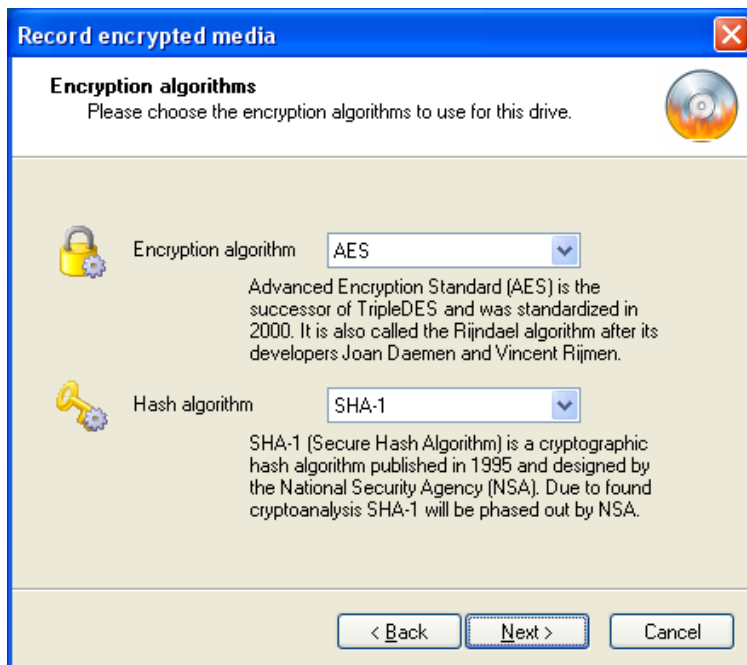 Record encrypted media
Encryption algorithms
Please choose the encryption algorithms to use for this drive.
Encryption algorithm
AES
Advanced Encryption Standard (AES) is the
successor of TripleDES and was standardized in
2000. It is also called the Rijndael algorithm after its
developers Joan Daemen and Vincent Rijmen.
Hash algorithm
SHA-1
SHA-1 (Secure Hash Algorithm) is a cryptographic
hash algorithm published in 1995 and designed by
the National Security Agency (NSA). Due to found
cryptoanalysis SHA-1 will be phased out by NSA.
< Back
Next >
Cancel